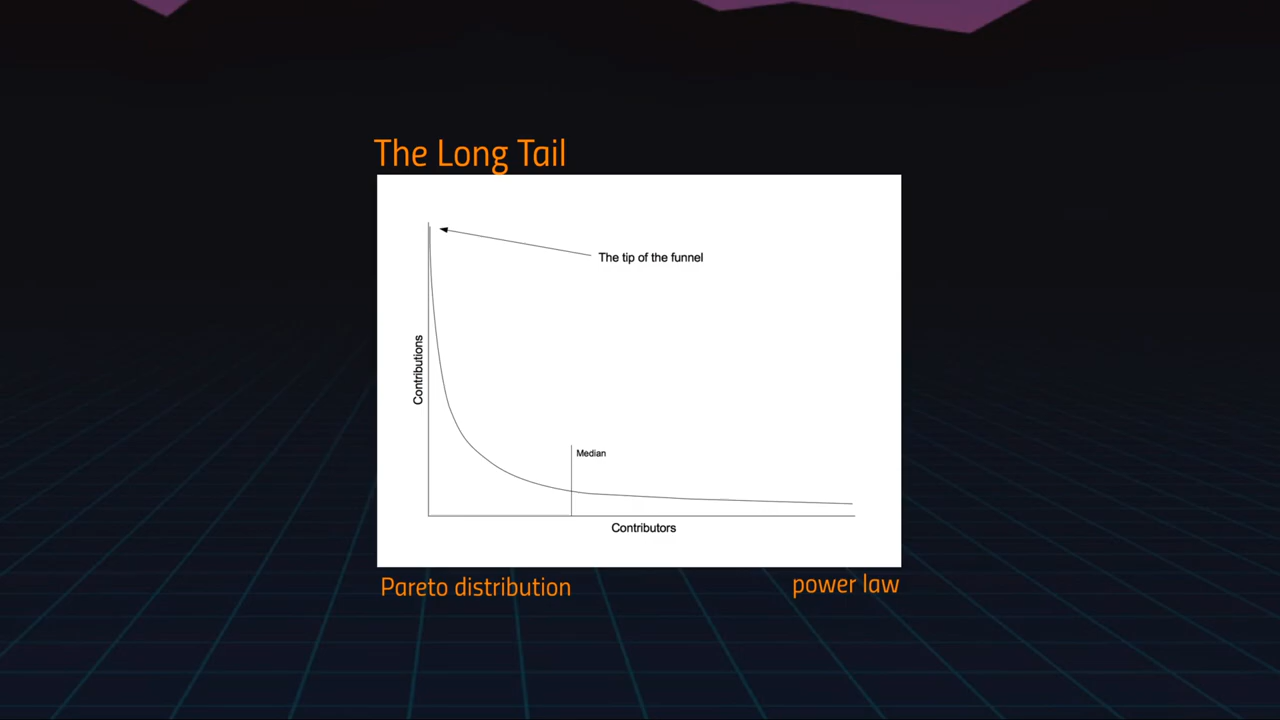 The Long Tail
The tip of the funnel
Contributions
Median
Contributors
Pareto distribution
power law